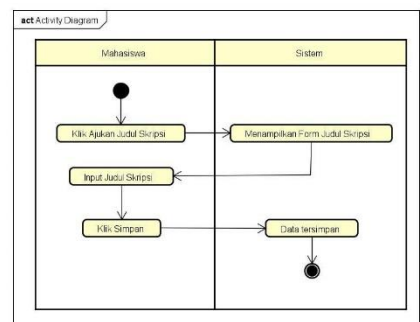 act Activity Diagram
Mahasiswa
Sistem
Klik Ajukan Judul Skripsi
Menampilkan Form Judul Skripsi
Input Judul Skripsi
Klik Simpan
Data tersimpan